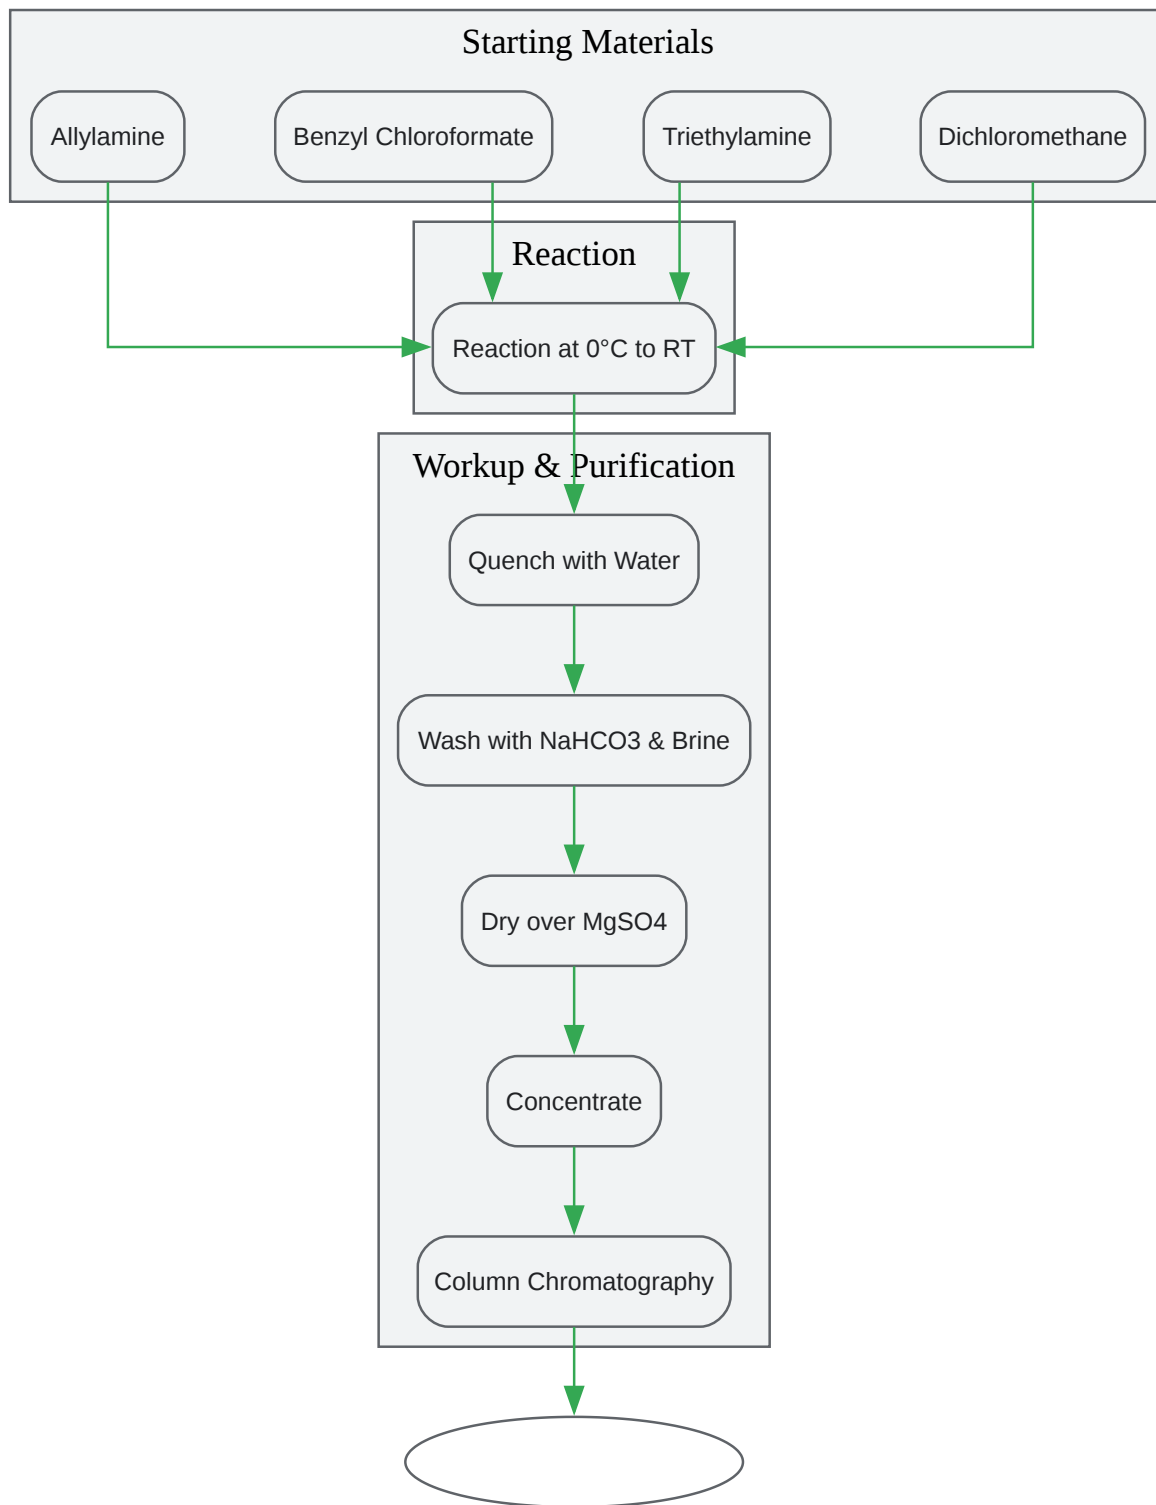 Starting Materials
Allylamine
Benzyl Chloroformate
Triethylamine
Dichloromethane
Reaction
Reaction at 0°C to RT
Workup & Purification
Quench with Water
Wash with NaHCO3 & Brine
Dry over MgSO4
Concentrate
Column Chromatography